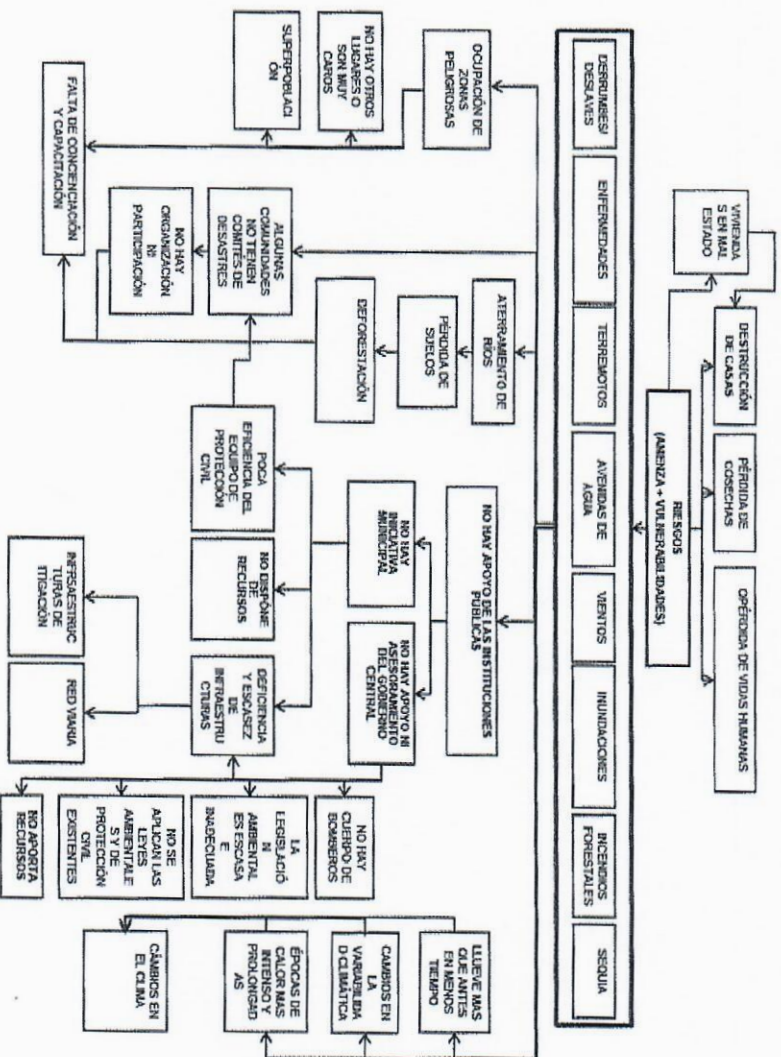 DESTRUCCIÓN
DE CASAS
PÉRDIDA DE
COSECHAS
OPÉRDIDA DE VIDAS HUMANAS
VIVIENDA
S EN MAL
ESTADO
RIESGOS
(AMENZA + VULNERABILIDADES)
DERRUMBES/
DESLAVES
ENFERMEDADES
TERREMOTOS
AVENIDAS DE
AGUA
VIENTOS
INUNDACIONES
INCENDIOS
FORESTALES
SEQUIA
OCUPACIÓN DE
ZONAS
PELIGROSAS
NO HAY OTROS
LUGARES O
SON MUY
CAROS
SUPERPOBLACI
ÓN
FALTA DE CONCIENCIACIÓN
Y CAPACITACIÓN
ALGUNAS
COMUNIDADES
NO TIENEN
COMITÉS DE
DESASTRES
NO HAY
ORGANIZACIÓN
NI
PARTICIPACIÓN
ATERRAMIENTO DE
RÍOS
PÉRDIDA DE
SUELOS
DEFORESTACIÓN
NO HAY APOYO DE LAS INSTITUCIONES
PÚBLICAS
NO HAY
INICIATIVA
MUNICIPAL
NO HAY APOYO NI
ASESORAMIENTO
DEL GOBIERNO
CENTRAL
POCA
EFICIENCIA DEL
EQUIPO DE
PROTECCIÓN
CIVIL
NO DISPÓNE
DE
RECURSOS
DEFICIENCIA
Y ESCASEZ
DE
INFRAESTRU
CTURAS
INFRSAESTRUC
TURAS DE
ITIGACIÓN
RED VIARIA
NO HAY
CUERPO DE
BOMBEROS
LA
LEGISLACIÓ
N
AMBIENTAL
ES ESCASA
E
INADECUADA
NO SE
APLICAN LAS
LEYES
AMBIENTALE
S Y DE
PROTECCIÓN
CIVIL
EXISTENTES
NO APORTA
RECURSOS
LLUEVE MAS
QUE ANTES
EN MENOS
TIEMPO
CAMBIOS EN
LA
VARIABILIDA
D CLIMÁTICA
ÉPOCAS DE
CALOR MAS
INTENSO Y
PROLONGAD
AS
CÁMBIOS EN
EL CLIMA